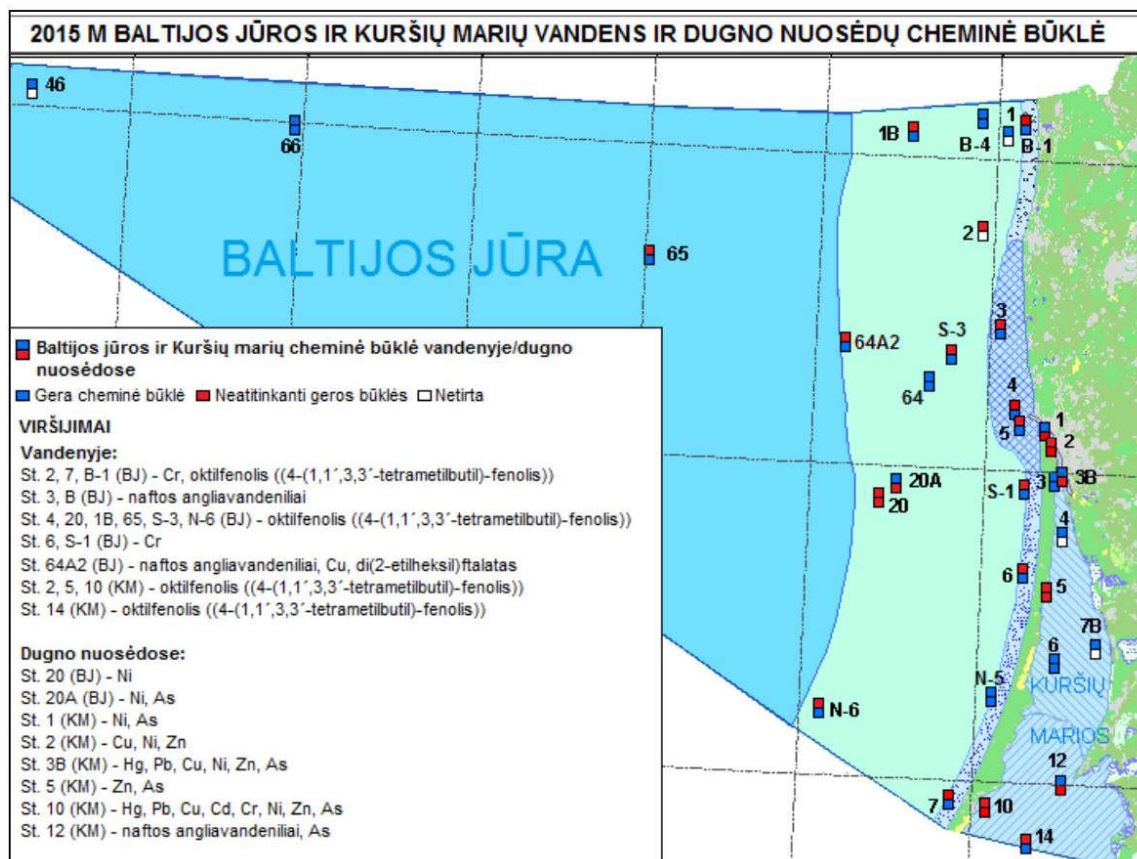 2015 M BALTIJOS JŪROS IR KURŠIŲ MARIŲ VANDENS IR DUGNO NUOSĖDŲ CHEMINĖ BŪKLĖ
46
66
1B
B-4
1
B-1
2
BALTIJOS JŪRA
65
3
S-3
64A2
64
4
5
1
2
20A
20
S-1
3
3B
4
6
5
7B
6
N-5
KURŠIŲ
N-6
MARIOS
12
7
10
14
Baltijos jūros ir Kuršių marių cheminė būklė vandenyje/dugno
nuosėdose
Gera cheminė būklė Neatitinkanti geros būklės Netirta
VIRŠIJIMAI
Vandenyje:
St. 2, 7, B-1 (BJ) - Cr, oktilfenolis ((4-(1,1´,3,3´-tetrametilbutil)-fenolis))
St. 3, B (BJ) - naftos angliavandeniliai
St. 4, 20, 1B, 65, S-3, N-6 (BJ) - oktilfenolis ((4-(1,1´,3,3´-tetrametilbutil)-fenolis))
St. 6, S-1 (BJ) - Cr
St. 64A2 (BJ) - naftos angliavandeniliai, Cu, di(2-etilheksil)ftalatas
St. 2, 5, 10 (KM) - oktilfenolis ((4-(1,1´,3,3´-tetrametilbutil)-fenolis))
St. 14 (KM) - oktilfenolis ((4-(1,1´,3,3´-tetrametilbutil)-fenolis))
Dugno nuosėdose:
St. 20 (BJ) - Ni
St. 20A (BJ) - Ni, As
St. 1 (KM) - Ni, As
St. 2 (KM) - Cu, Ni, Zn
St. 3B (KM) - Hg, Pb, Cu, Ni, Zn, As
St. 5 (KM) - Zn, As
St. 10 (KM) - Hg, Pb, Cu, Cd, Cr, Ni, Zn, As
St. 12 (KM) - naftos angliavandeniliai, As